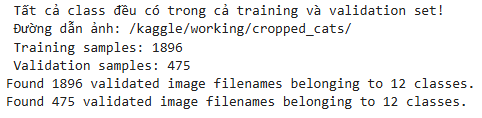 Tất cả class đều có trong cả training và validation set!
Đường dẫn ảnh: /kaggle/working/cropped_cats/
Training samples: 1896
Validation samples: 475
Found 1896 validated image filenames belonging to 12 classes.
Found 475 validated image filenames belonging to 12 classes.